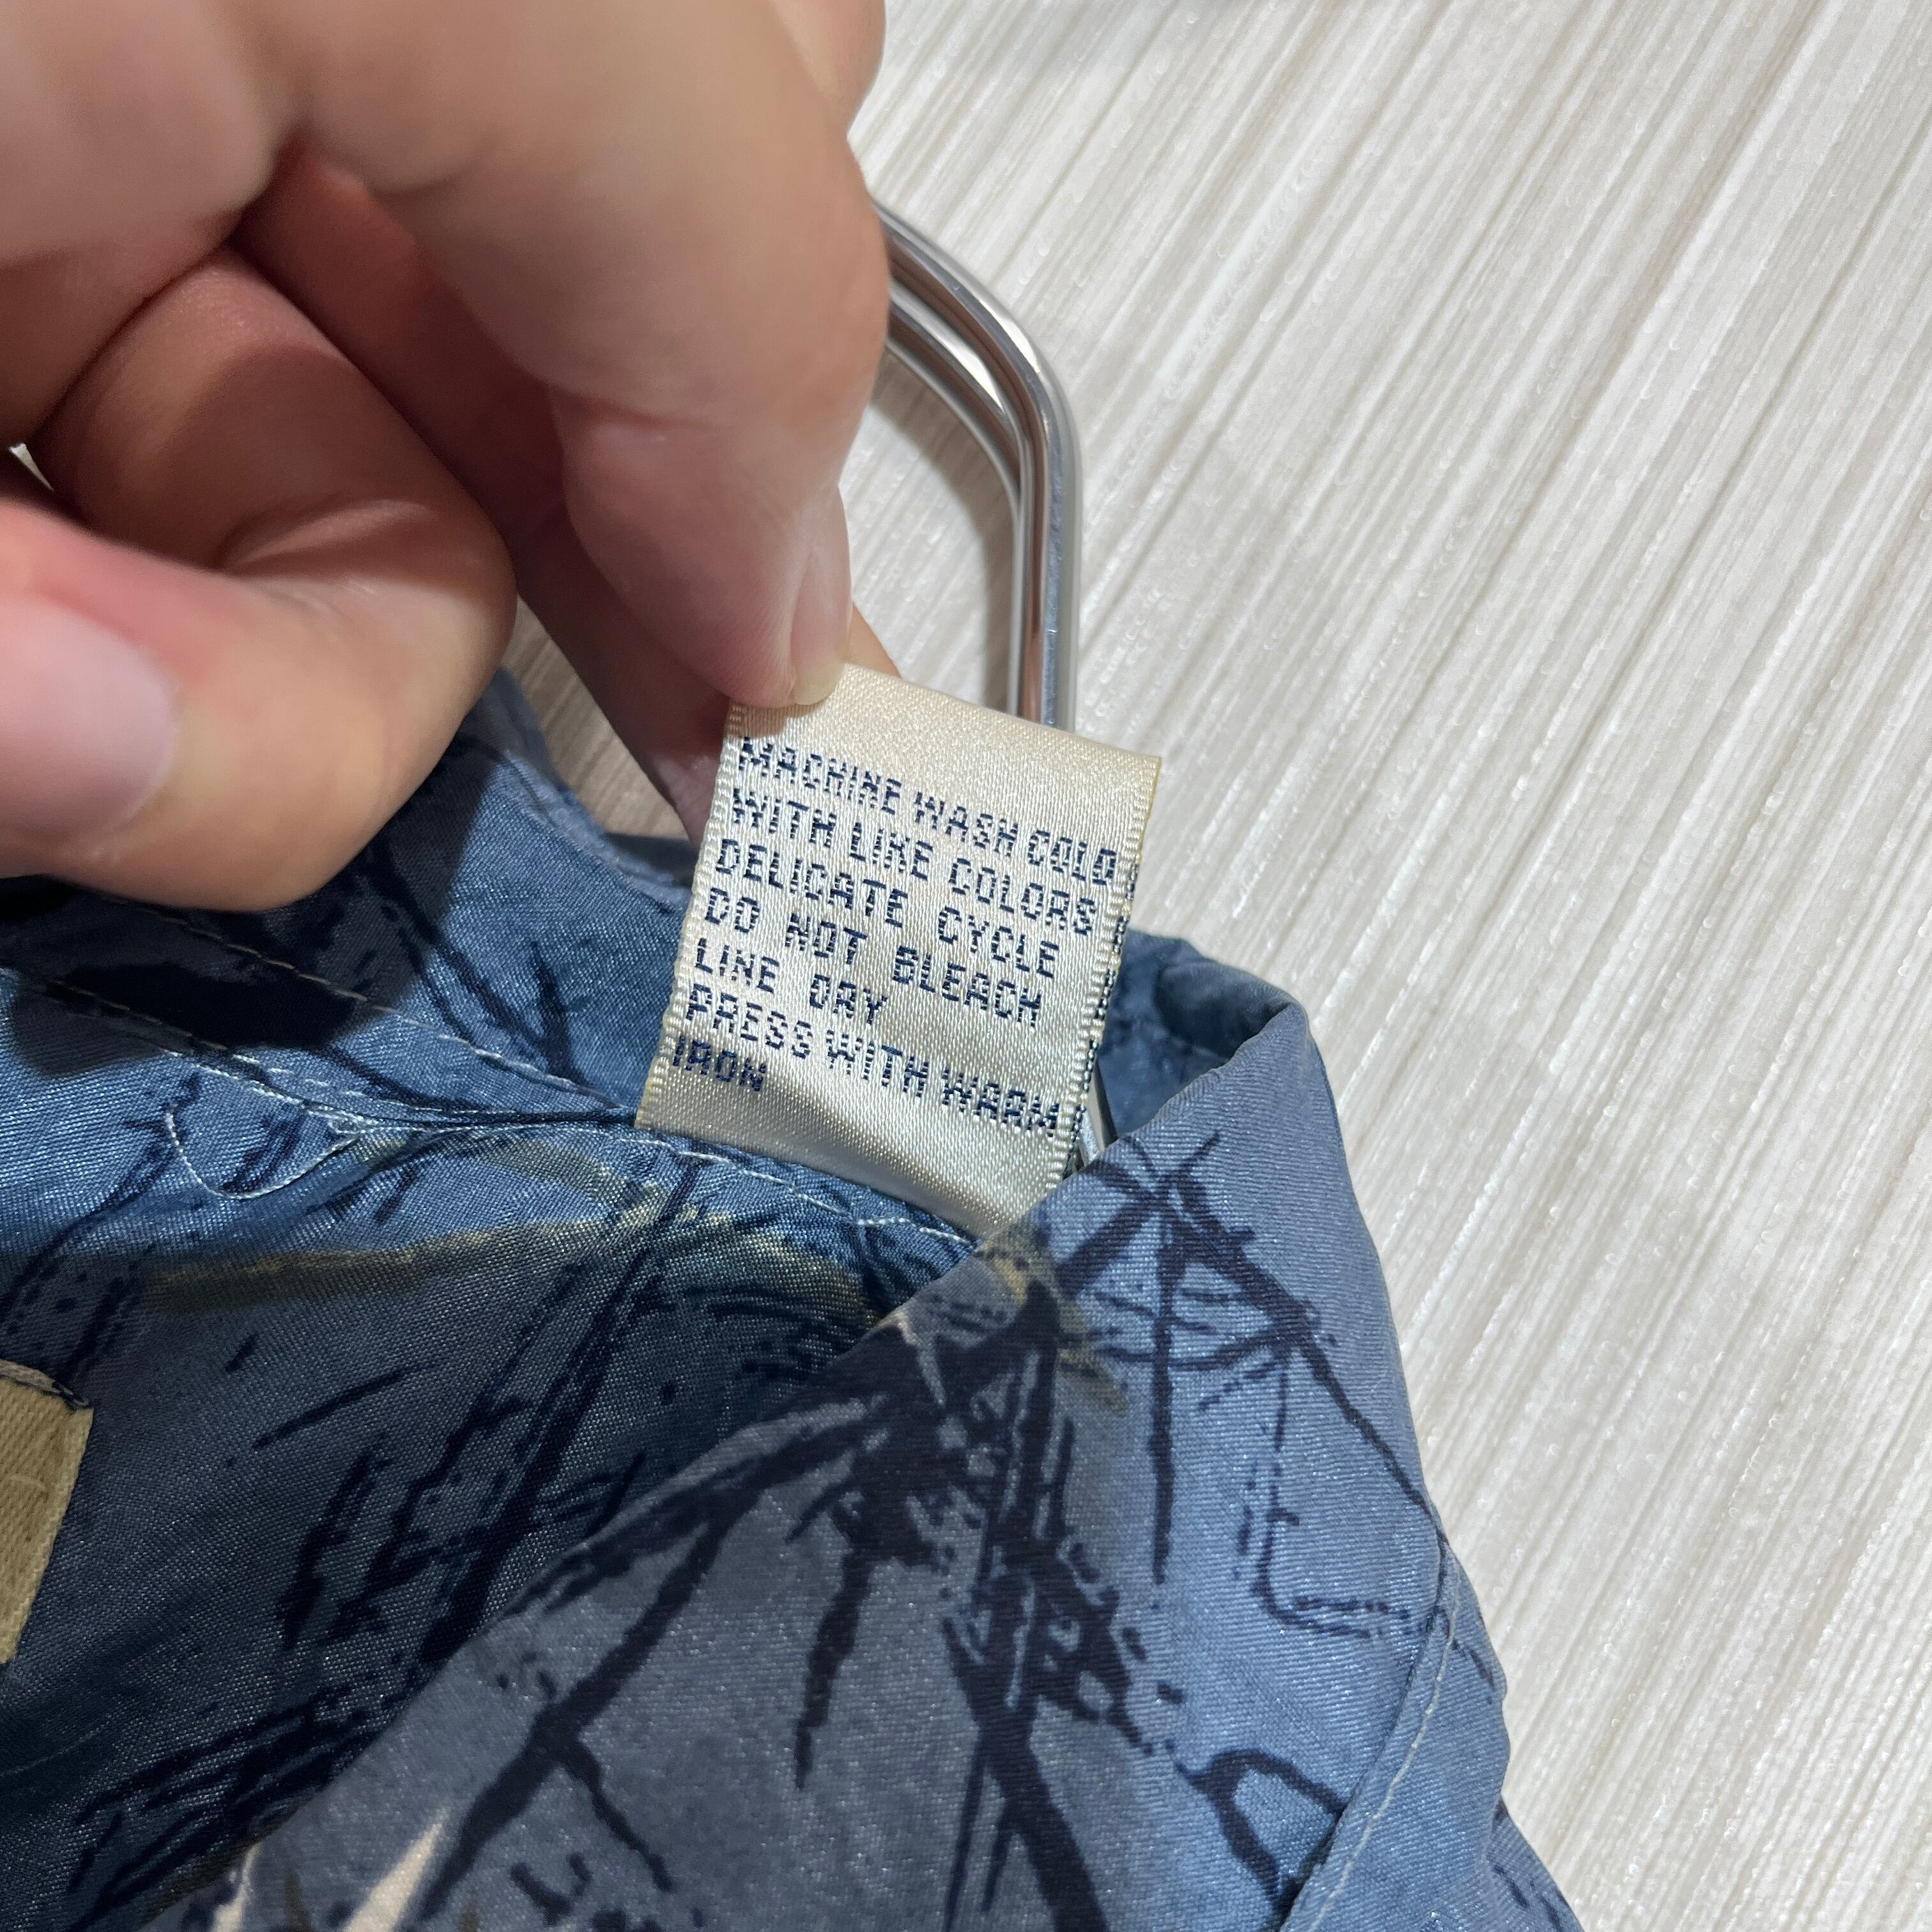 MACHINE WASH COLD
WITH LIKE COLORS
DELICATE CYCLE
DO NOT BLEACH
LINE DRY
PRESS WITH WARM
IRON